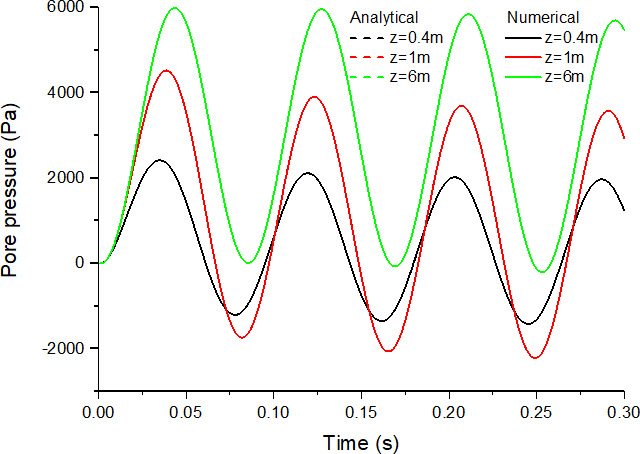 6000
4000
2000
0
-2000
Pore pressure (Pa)
Analytical Numerical
z=0.4m z=0.4m
z=1m z=1m
z=6m z=6m
0.00 0.05 0.10 0.15 0.20 0.25 0.30
Time (s)